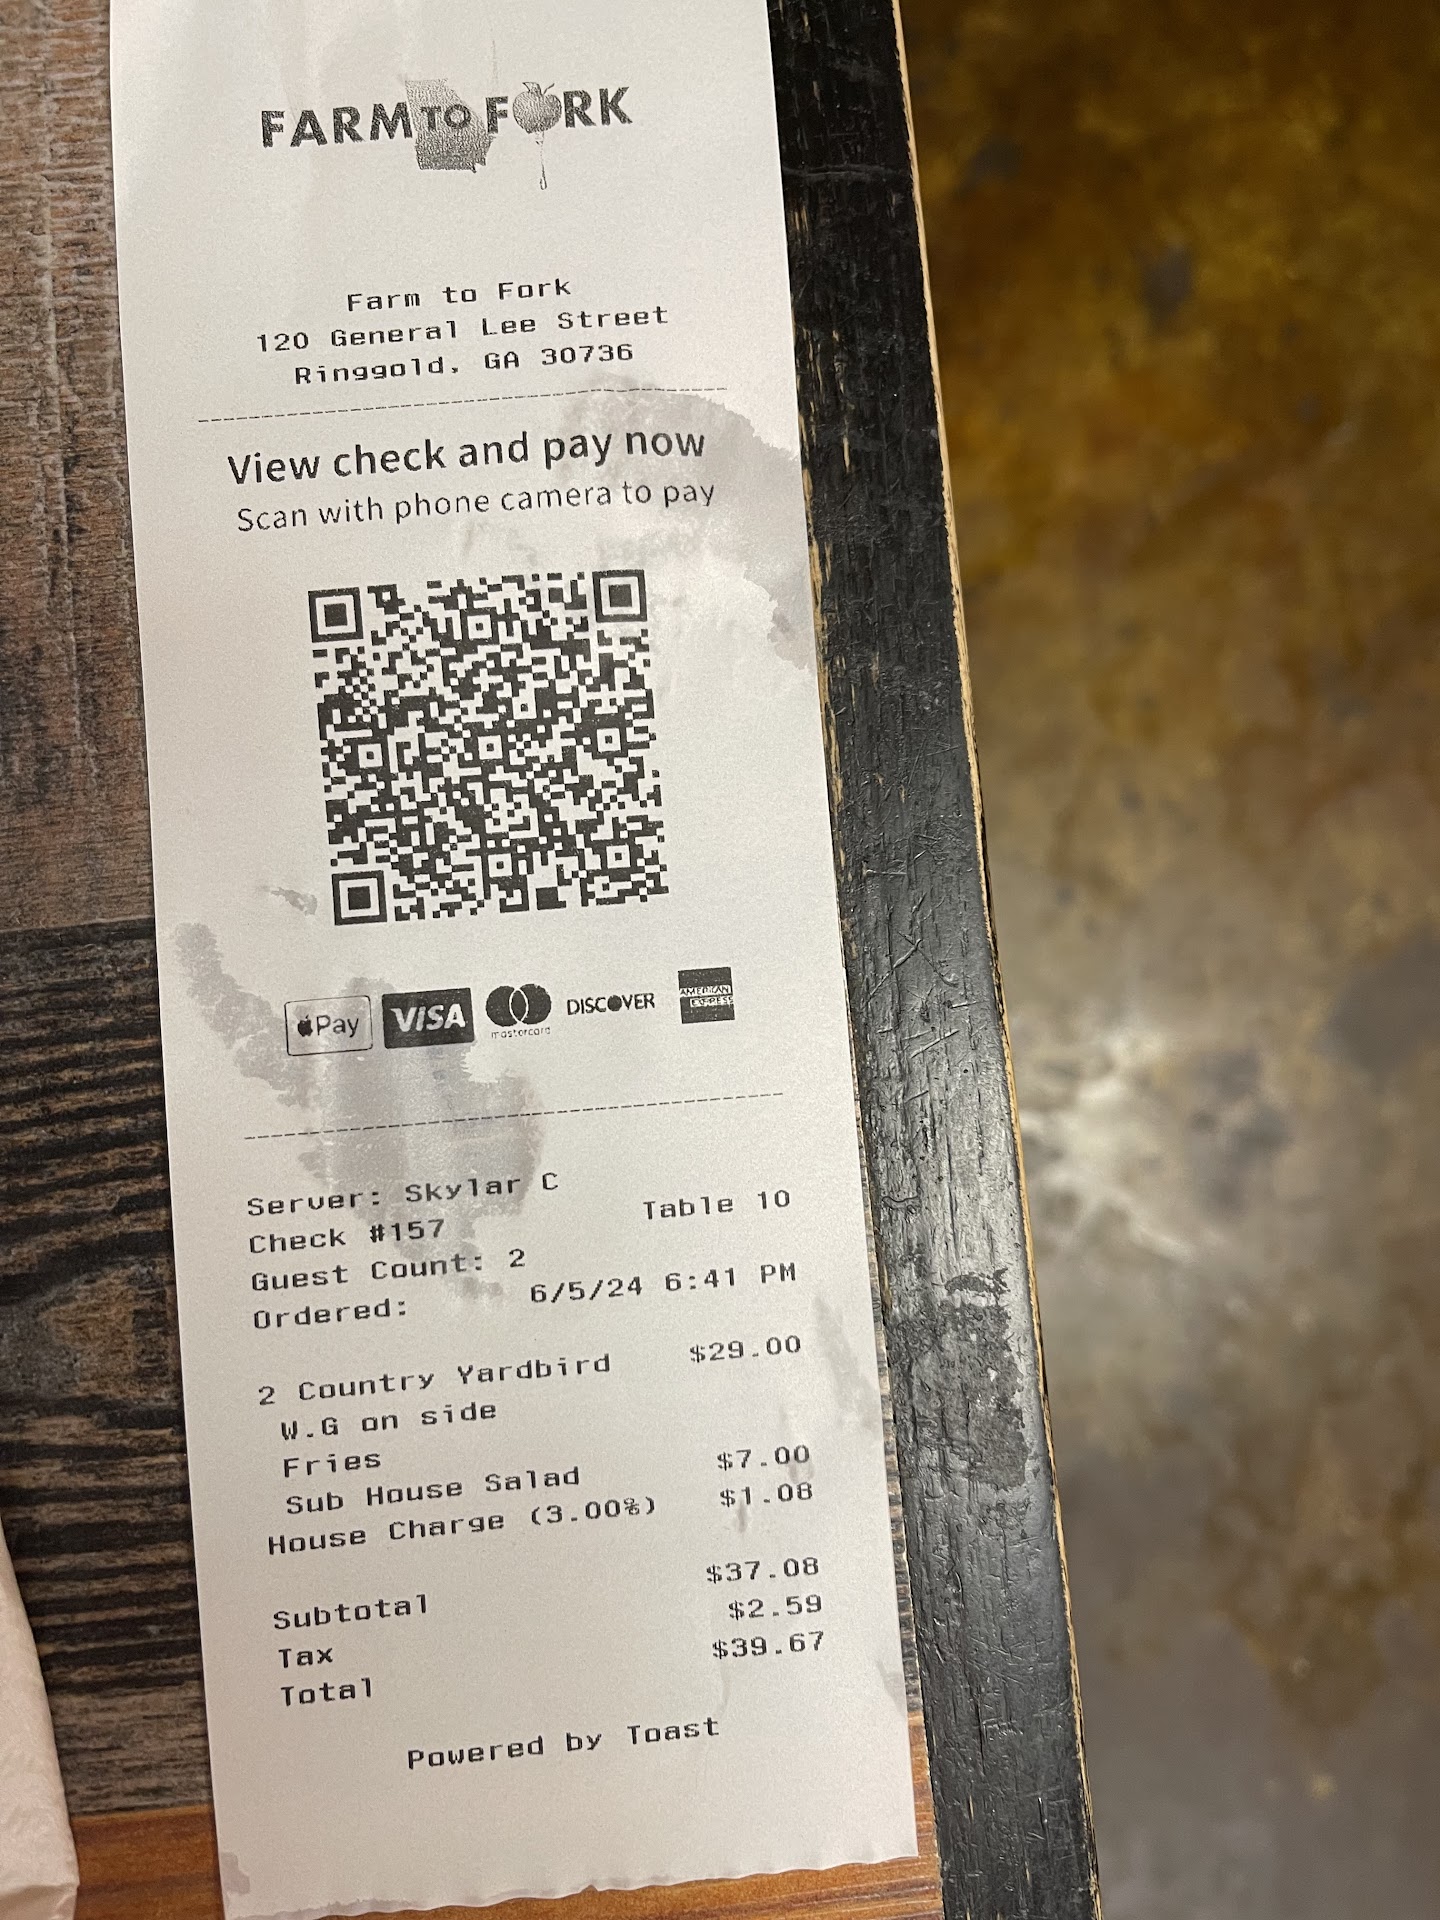 FARM TO FORK
Farm to Fork
120 General Lee Street
Ringgold, GA 30736
View check and pay now
Scan with phone camera to pay
Pay VISA mastercard DISCOVER AMERICAN EXPRESS
Server: Skylar C
Check #157 Table 10
Guest Count: 2
Ordered: 6/5/24 6:41 PM
2 Country Yardbird $29.00
W.G on side
Fries
Sub House Salad $7.00
House Charge (3.00%) $1.08
Subtotal $37.08
Tax $2.59
Total $39.67
Powered by Toast